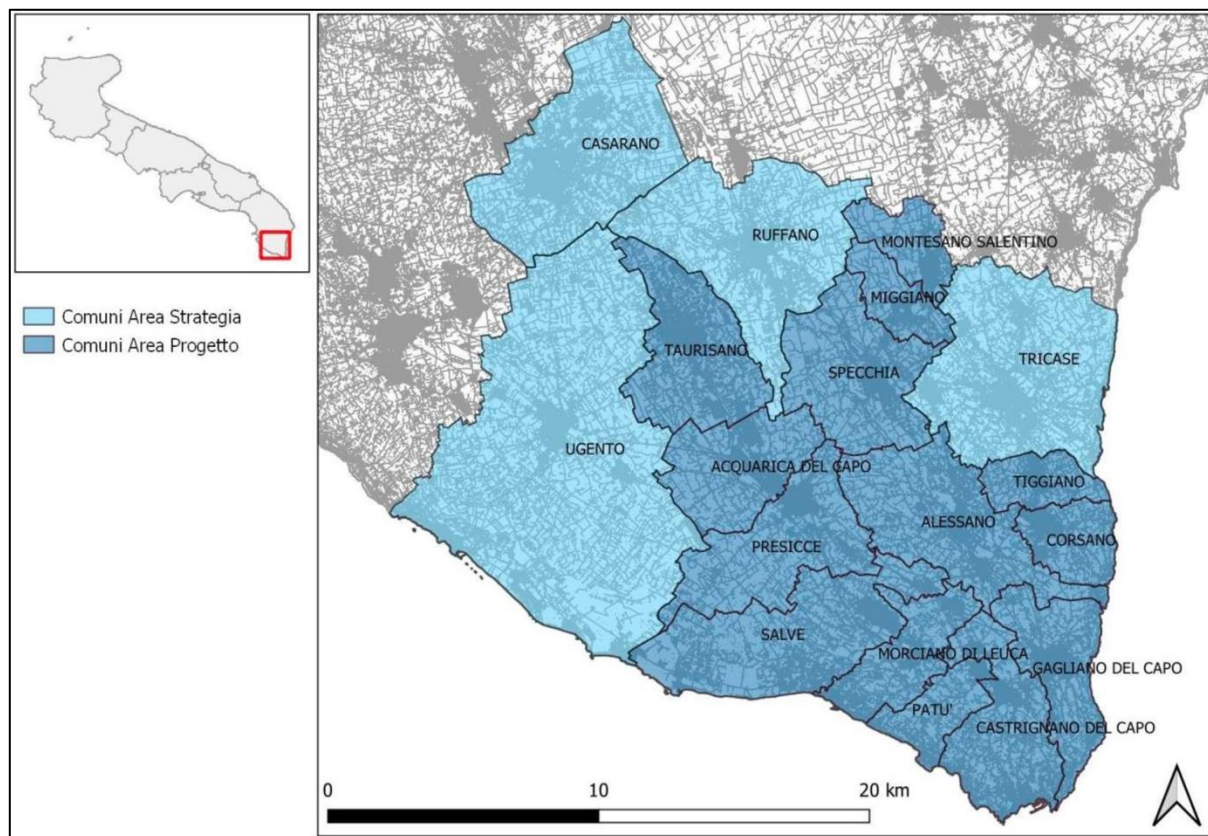 Comuni Area Strategia
Comuni Area Progetto
CASARANO
RUFFANO
MONTESANO SALENTINO
MIGGIANO
TAURISANO
SPECCHIA
TRICASE
UGENTO
ACQUARICA DEL CAPO
TIGGIANO
ALESSANO
CORSANO
PRESICCE
SALVE
MORCIANO DI LEUCA
GAGLIANO DEL CAPO
PATU'
CASTRIGNANO DEL CAPO
0 10 20 km